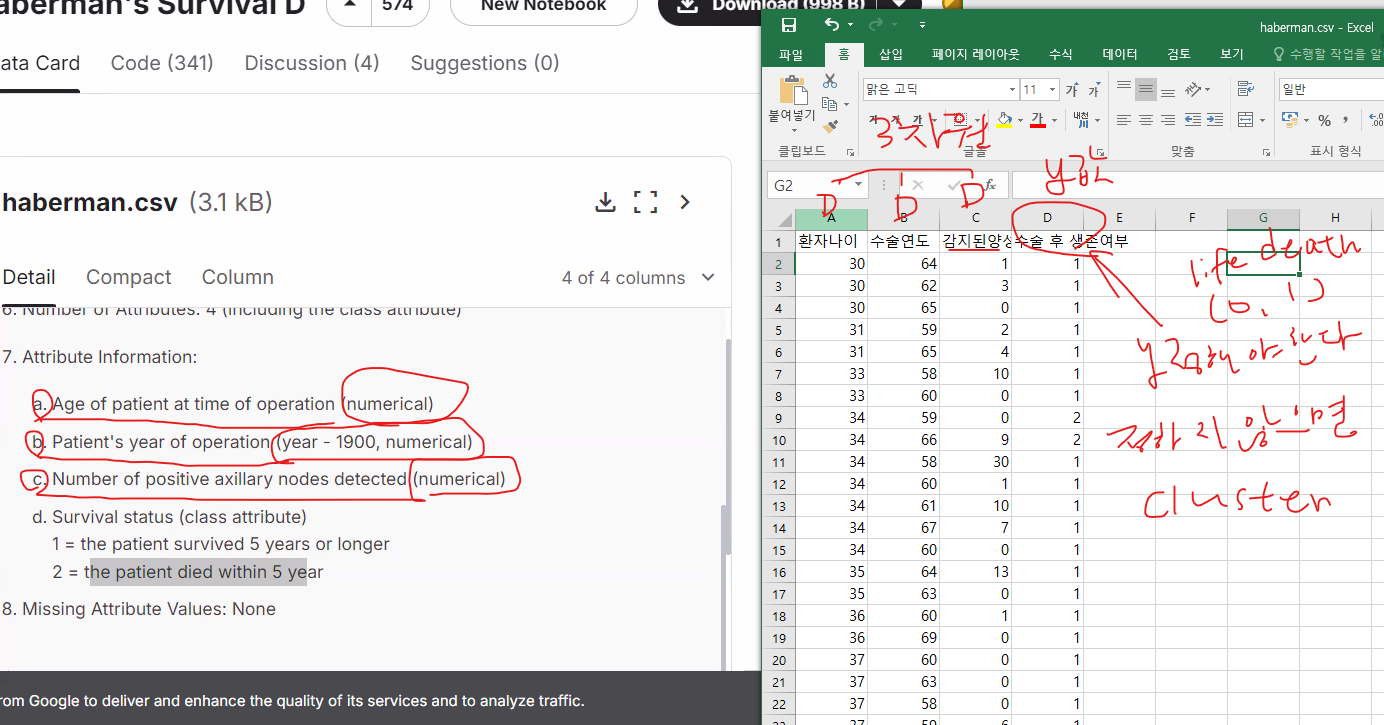 aberman's Survival D
574
New Notebook
Download (998 B)
ata Card
Code (341)
Discussion (4)
Suggestions (0)
haberman.csv (3.1 kB)
Detail
Compact
Column
4 of 4 columns
6. Number of Attributes: 4 (including the class attribute)
7. Attribute Information:
a. Age of patient at time of operation (numerical)
b. Patient's year of operation (year - 1900, numerical)
c. Number of positive axillary nodes detected (numerical)
d. Survival status (class attribute)
1 = the patient survived 5 years or longer
2 = the patient died within 5 year
8. Missing Attribute Values: None
rom Google to deliver and enhance the quality of its services and to analyze traffic.
haberman.csv - Excel
파일 홈 삽입 페이지 레이아웃 수식 데이터 검토 보기 수행할 작업을 알
맑은 고딕 11 가 가 일반
붙여넣기 가 가 가 가 내천 %
클립보드 글꼴 맞춤 표시 형식
3차원
y값
G2 fx
D D D
A B C D E F G H
1 환자나이 수술연도 감지된양성 수술 후 생존여부
2 30 64 1 1
3 30 62 3 1
4 30 65 0 1
5 31 59 2 1
6 31 65 4 1
7 33 58 10 1
8 33 60 0 1
9 34 59 0 2
10 34 66 9 2
11 34 58 30 1
12 34 60 1 1
13 34 61 10 1
14 34 67 7 1
15 34 60 0 1
16 35 64 13 1
17 35 63 0 1
18 36 60 1 1
19 36 69 0 1
20 37 60 0 1
21 37 63 0 1
22 37 58 0 1
life death
(0, 1)
정하지 않으면
cluster